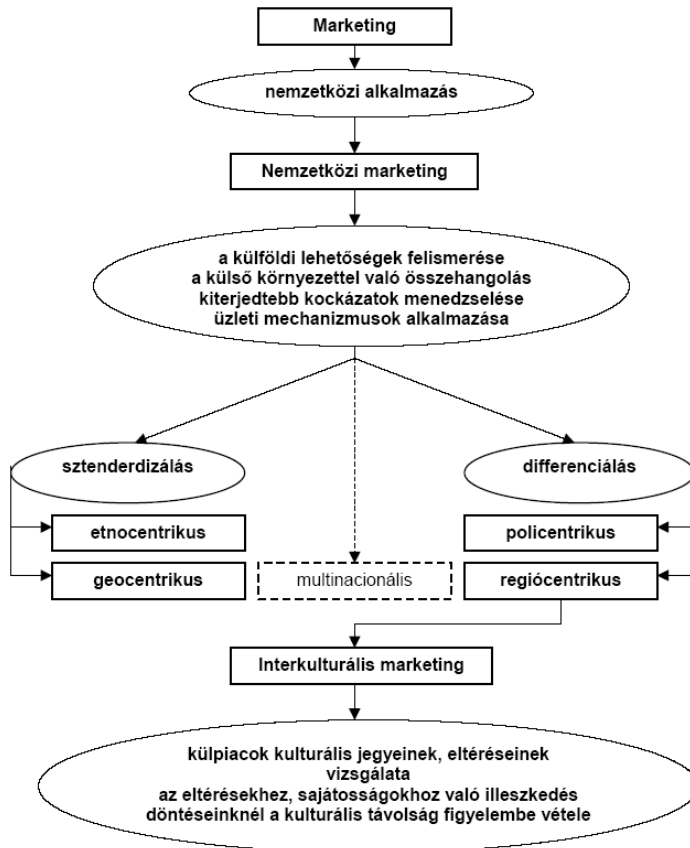 Marketing
nemzetközi alkalmazás
Nemzetközi marketing
a külföldi lehetőségek felismerése
a külső környezettel való összehangolás
kiterjedtebb kockázatok menedzselése
üzleti mechanizmusok alkalmazása
sztenderdizálás
differenciálás
etnocentrikus
policentrikus
geocentrikus
multinacionális
regiócentrikus
Interkulturális marketing
külpiacok kulturális jegyeinek, eltéréseinek
vizsgálata
az eltérésekhez, sajátosságokhoz való illeszkedés
döntéseinknél a kulturális távolság figyelembe vétele